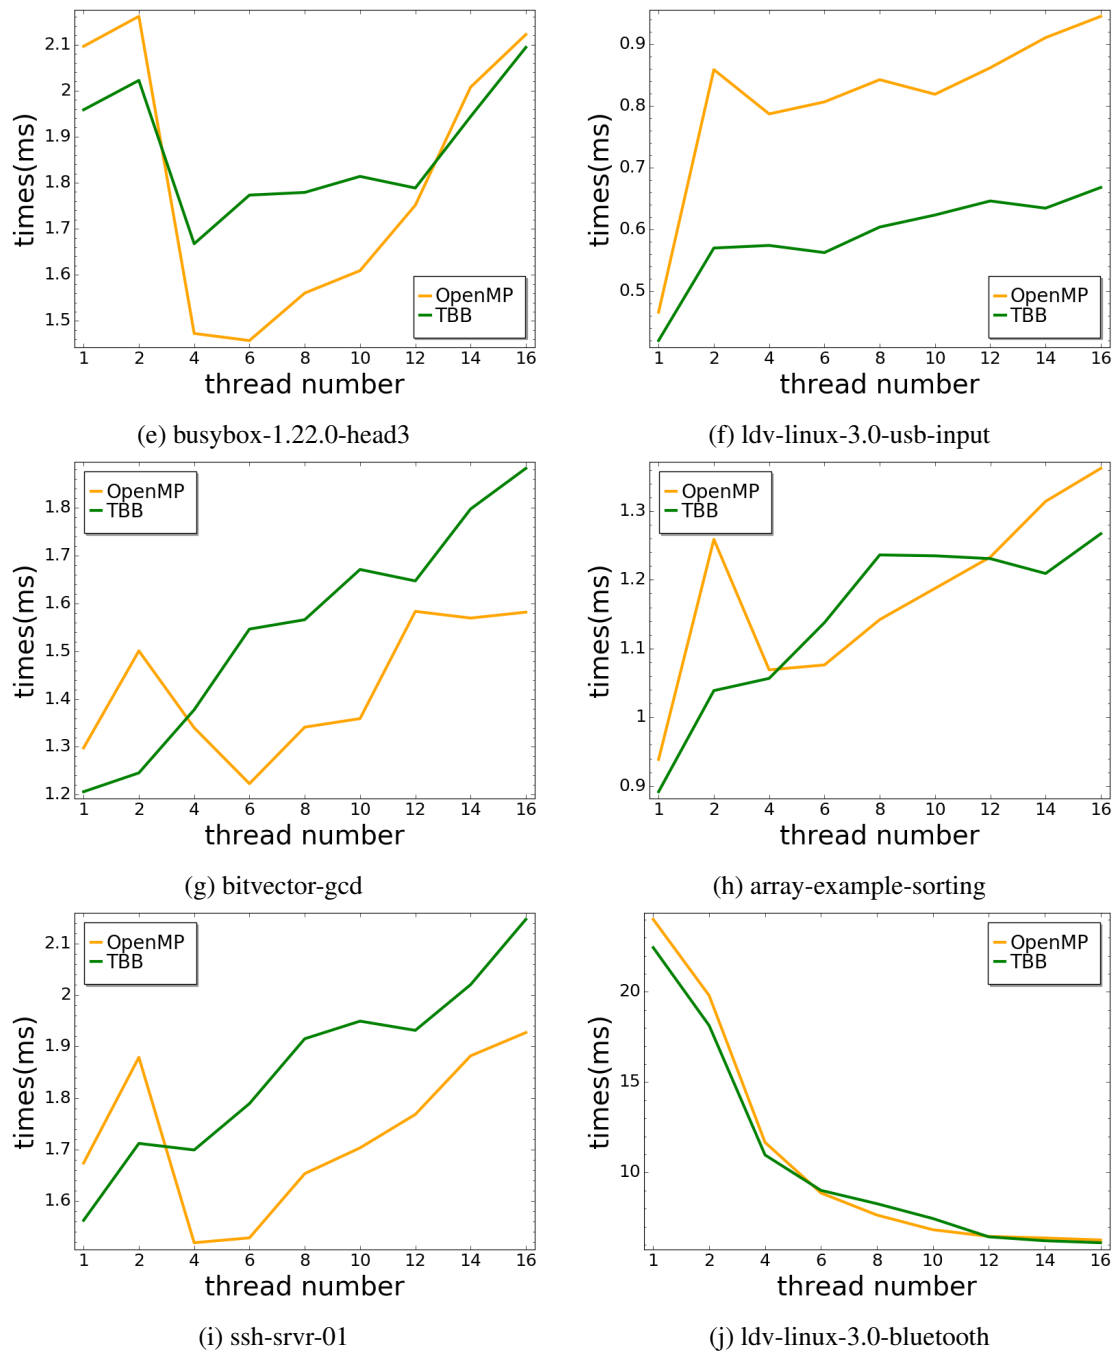 2.1
2
1.9
1.8
1.7
1.6
1.5
times(ms)
OpenMP
TBB
1 2 4 6 8 10 12 14 16
thread number
(e) busybox-1.22.0-head3
0.9
0.8
0.7
0.6
0.5
times(ms)
OpenMP
TBB
1 2 4 6 8 10 12 14 16
thread number
(f) ldv-linux-3.0-usb-input
OpenMP
TBB
1.8
1.7
1.6
1.5
1.4
1.3
1.2
times(ms)
1 2 4 6 8 10 12 14 16
thread number
(g) bitvector-gcd
OpenMP
TBB
1.3
1.2
1.1
1
0.9
times(ms)
1 2 4 6 8 10 12 14 16
thread number
(h) array-example-sorting
OpenMP
TBB
2.1
2
1.9
1.8
1.7
1.6
times(ms)
1 2 4 6 8 10 12 14 16
thread number
(i) ssh-srvr-01
OpenMP
TBB
20
15
10
times(ms)
1 2 4 6 8 10 12 14 16
thread number
(j) ldv-linux-3.0-bluetooth